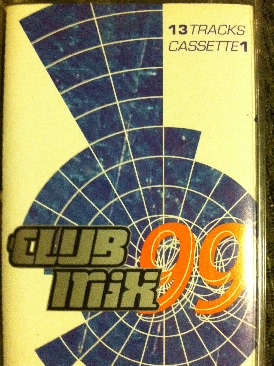 13 TRACKS
CASSETTE 1
CLUB
MiX 99